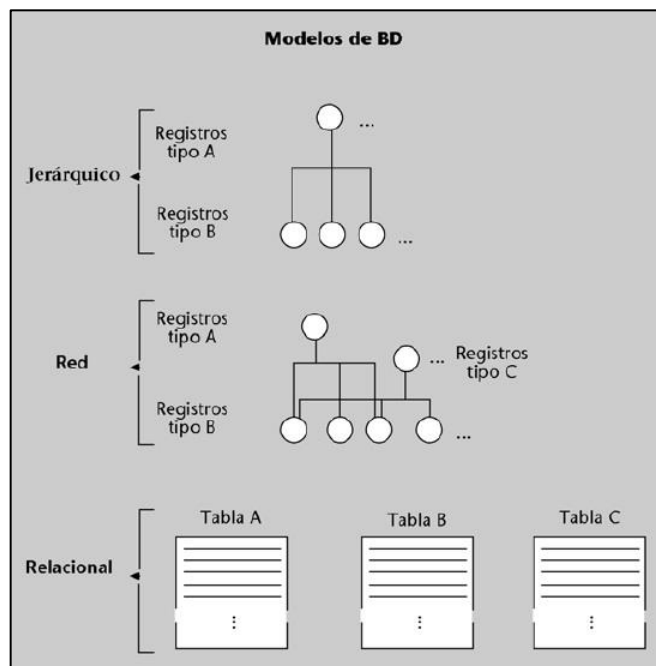 Modelos de BD
Registros
tipo A
...
Jerárquico
Registros
tipo B
...
Registros
tipo A
... Registros
tipo C
Red
Registros
tipo B
...
Tabla A
Tabla B
Tabla C
Relacional